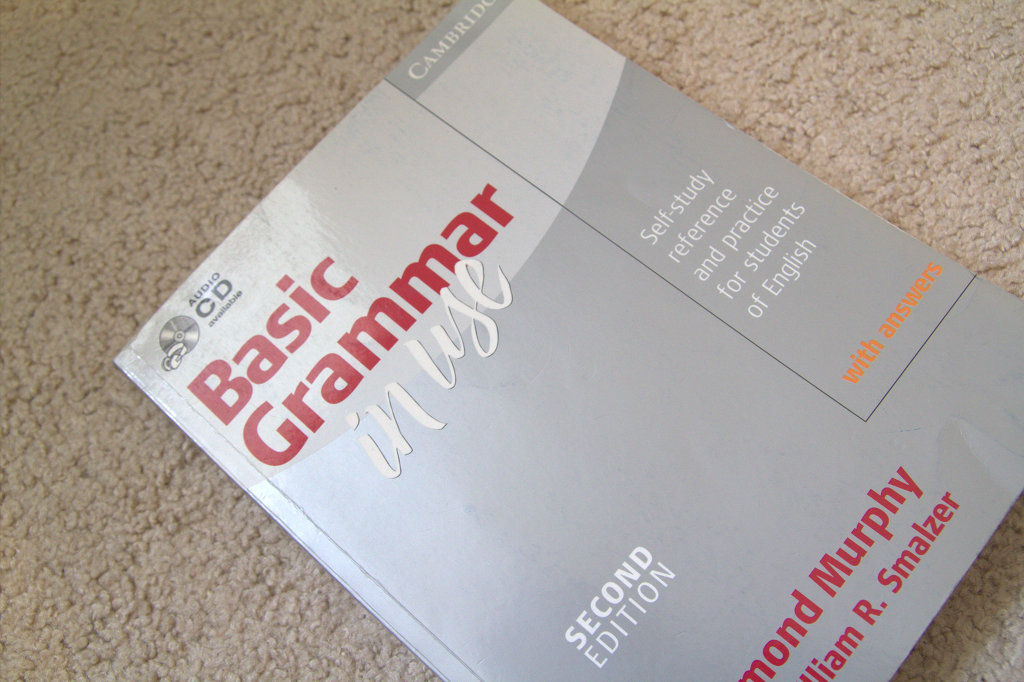 CAMBRIDG
AUDIO
CD
available
Basic
Grammar
in use
Self-study
reference
and practice
for students
of English
with answers
SECOND
EDITION
mond Murphy
lliam R. Smalzer